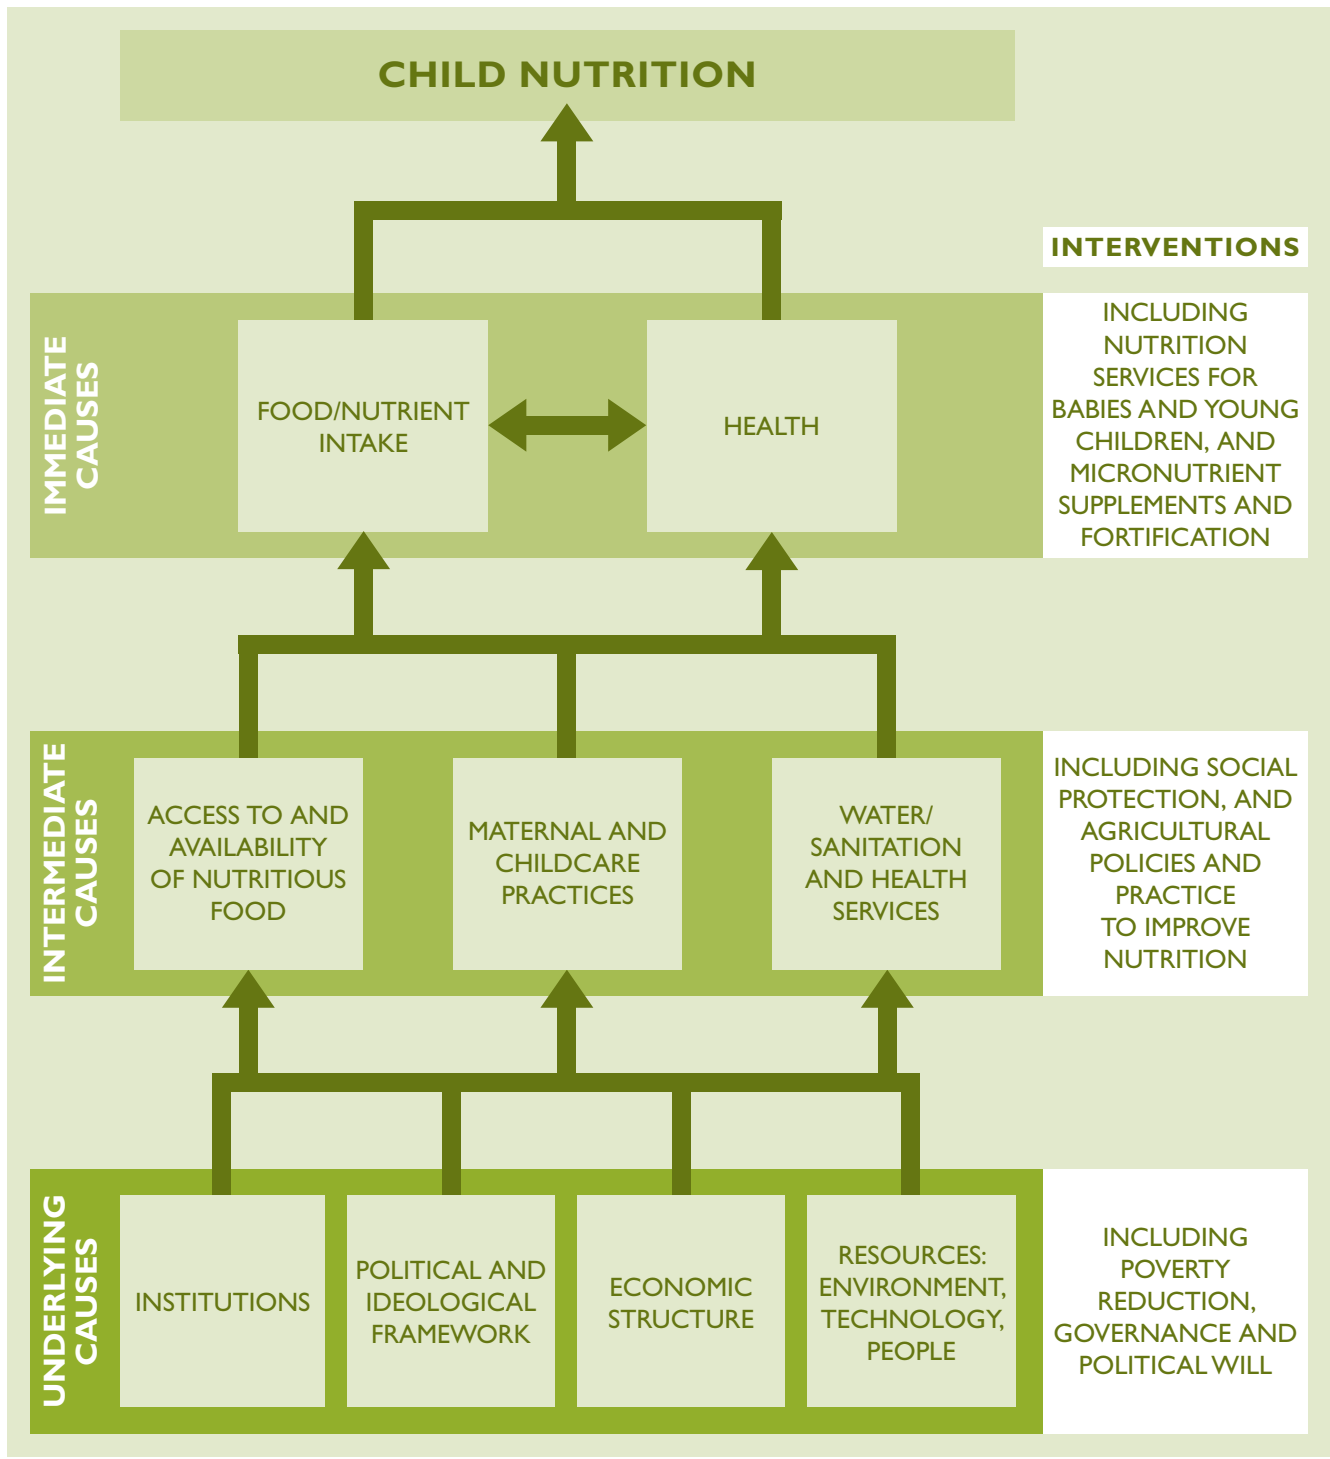 CHILD NUTRITION
INTERVENTIONS
IMMEDIATE
CAUSES
FOOD/NUTRIENT
INTAKE
HEALTH
INCLUDING
NUTRITION
SERVICES FOR
BABIES AND YOUNG
CHILDREN, AND
MICRONUTRIENT
SUPPLEMENTS AND
FORTIFICATION
INTERMEDIATE
CAUSES
ACCESS TO AND
AVAILABILITY
OF NUTRITIOUS
FOOD
MATERNAL AND
CHILDCARE
PRACTICES
WATER/
SANITATION
AND HEALTH
SERVICES
INCLUDING SOCIAL
PROTECTION, AND
AGRICULTURAL
POLICIES AND
PRACTICE
TO IMPROVE
NUTRITION
UNDERLYING
CAUSES
INSTITUTIONS
POLITICAL AND
IDEOLOGICAL
FRAMEWORK
ECONOMIC
STRUCTURE
RESOURCES:
ENVIRONMENT,
TECHNOLOGY,
PEOPLE
INCLUDING
POVERTY
REDUCTION,
GOVERNANCE AND
POLITICAL WILL